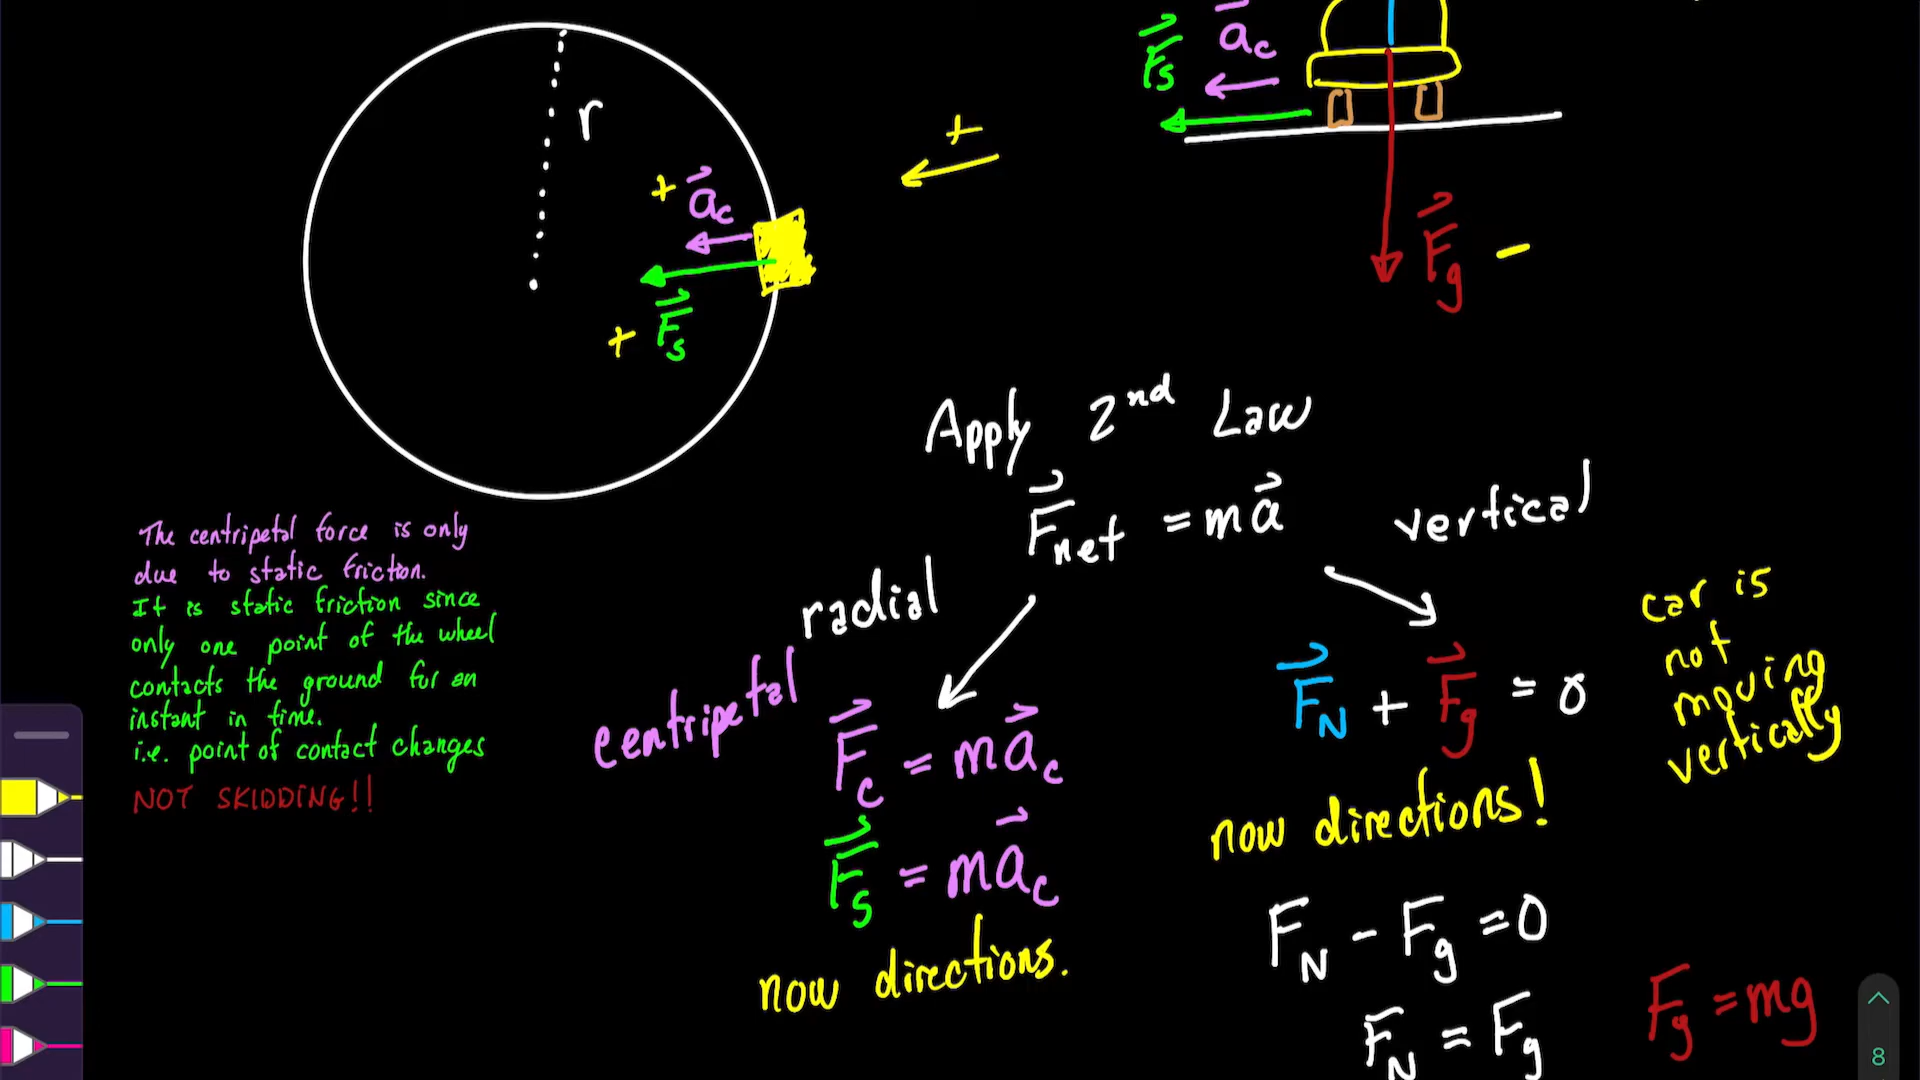 r
+ a⃗c
+ F⃗s
+
F⃗s
a⃗c
F⃗g -
Apply 2nd Law
F⃗net = ma⃗
radial
vertical
centripetal
F⃗c = ma⃗c
F⃗s = ma⃗c
now directions.
F⃗N + F⃗g = 0
car is
not
moving
vertically
now directions!
FN - Fg = 0
FN = Fg
Fg = mg
The centripetal force is only
due to static friction.
It is static friction since
only one point of the wheel
contacts the ground for an
instant in time.
i.e. point of contact changes
NOT SKIDDING!!
8